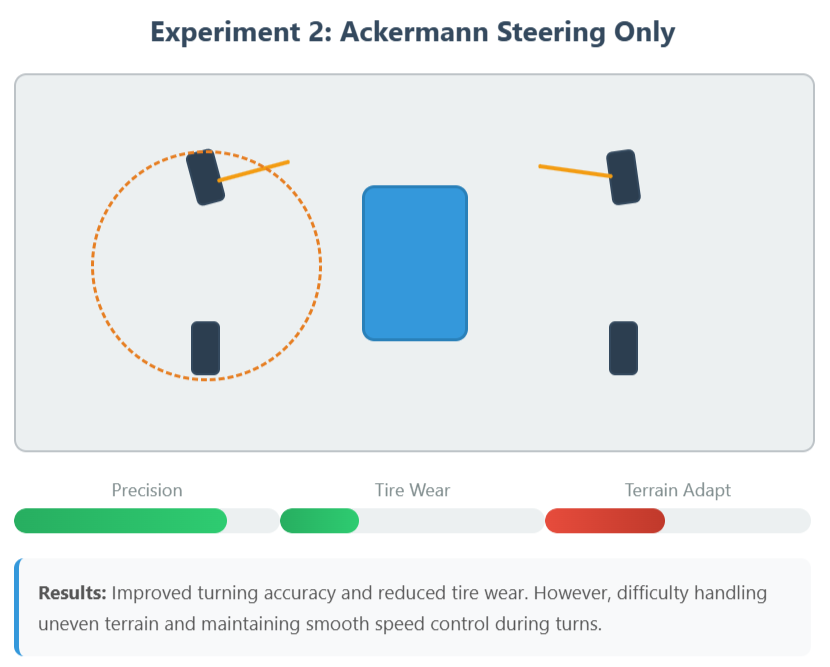 Experiment 2: Ackermann Steering Only
Precision
Tire Wear
Terrain Adapt
Results: Improved turning accuracy and reduced tire wear. However, difficulty handling
uneven terrain and maintaining smooth speed control during turns.